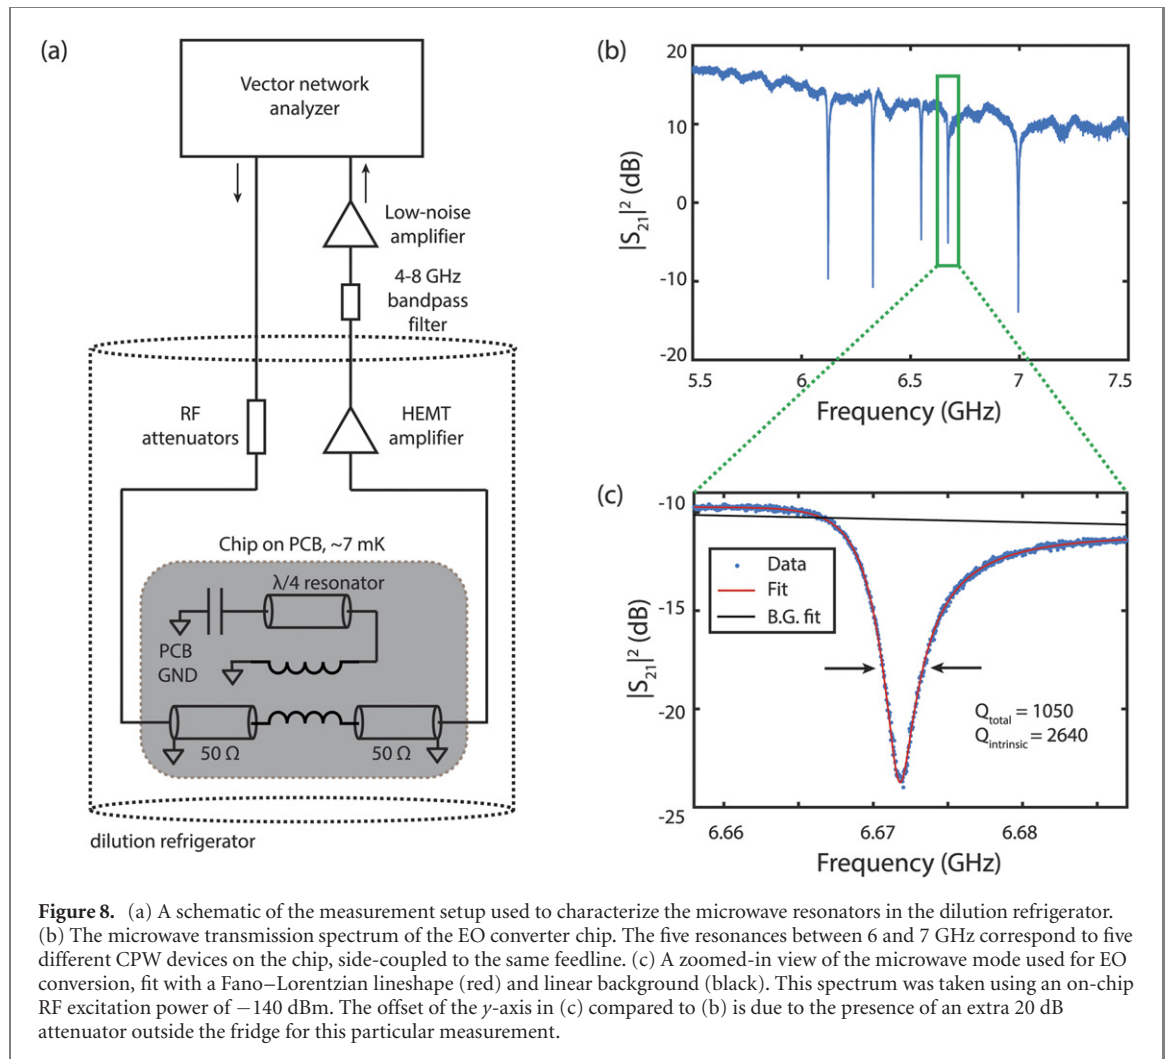 (a)
Vector network
analyzer
Low-noise
amplifier
4-8 GHz
bandpass
filter
RF
attenuators
HEMT
amplifier
Chip on PCB, ~7 mK
λ/4 resonator
PCB
GND
50 Ω
50 Ω
dilution refrigerator
(b)
|S21|² (dB)
20
10
0
-10
-20
5.5
6
6.5
7
7.5
Frequency (GHz)
(c)
|S21|² (dB)
-10
-15
-20
-25
Data
Fit
B.G. fit
Qtotal = 1050
Qintrinsic = 2640
6.66
6.67
6.68
Frequency (GHz)
Figure 8. (a) A schematic of the measurement setup used to characterize the microwave resonators in the dilution refrigerator.
(b) The microwave transmission spectrum of the EO converter chip. The five resonances between 6 and 7 GHz correspond to five
different CPW devices on the chip, side-coupled to the same feedline. (c) A zoomed-in view of the microwave mode used for EO
conversion, fit with a Fano–Lorentzian lineshape (red) and linear background (black). This spectrum was taken using an on-chip
RF excitation power of −140 dBm. The offset of the y-axis in (c) compared to (b) is due to the presence of an extra 20 dB
attenuator outside the fridge for this particular measurement.